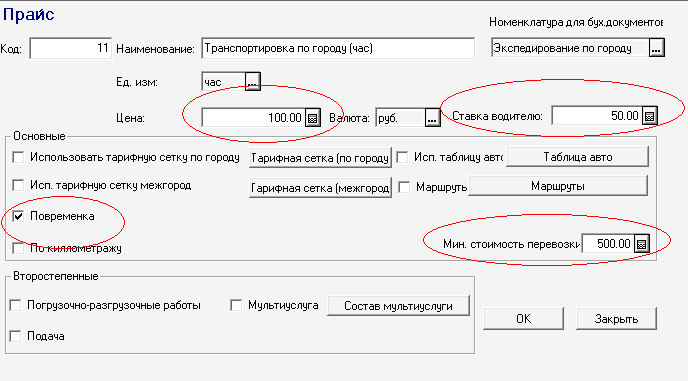 Прайс
Номенклатура для бух.документов
Код: 11 Наименование: Транспортировка по городу (час) Экспедирование по городу ...
Ед. изм: час ...
Цена: 100.00 Валюта: руб. ... Ставка водителю: 50.00
Основные
Использовать тарифную сетку по городу Тарифная сетка (по городу Исп. таблицу авто Таблица авто
Исп. тарифную сетку межгород Тарифная сетка (межгород Маршруть Маршруты
Повременка
По киллометражу Мин. стоимость перевозки 500.00
Второстепенные
Погрузочно-разгрузочные работы Мультиуслуга Состав мультиуслуги
OK Закрыть
Подача